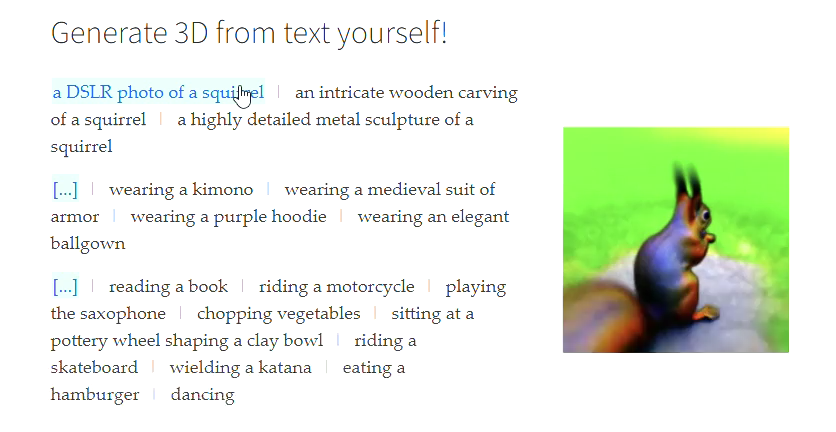 Generate 3D from text yourself!
a DSLR photo of a squirrel | an intricate wooden carving
of a squirrel | a highly detailed metal sculpture of a
squirrel
[...] | wearing a kimono | wearing a medieval suit of
armor | wearing a purple hoodie | wearing an elegant
ballgown
[...] | reading a book | riding a motorcycle | playing
the saxophone | chopping vegetables | sitting at a
pottery wheel shaping a clay bowl | riding a
skateboard | wielding a katana | eating a
hamburger | dancing